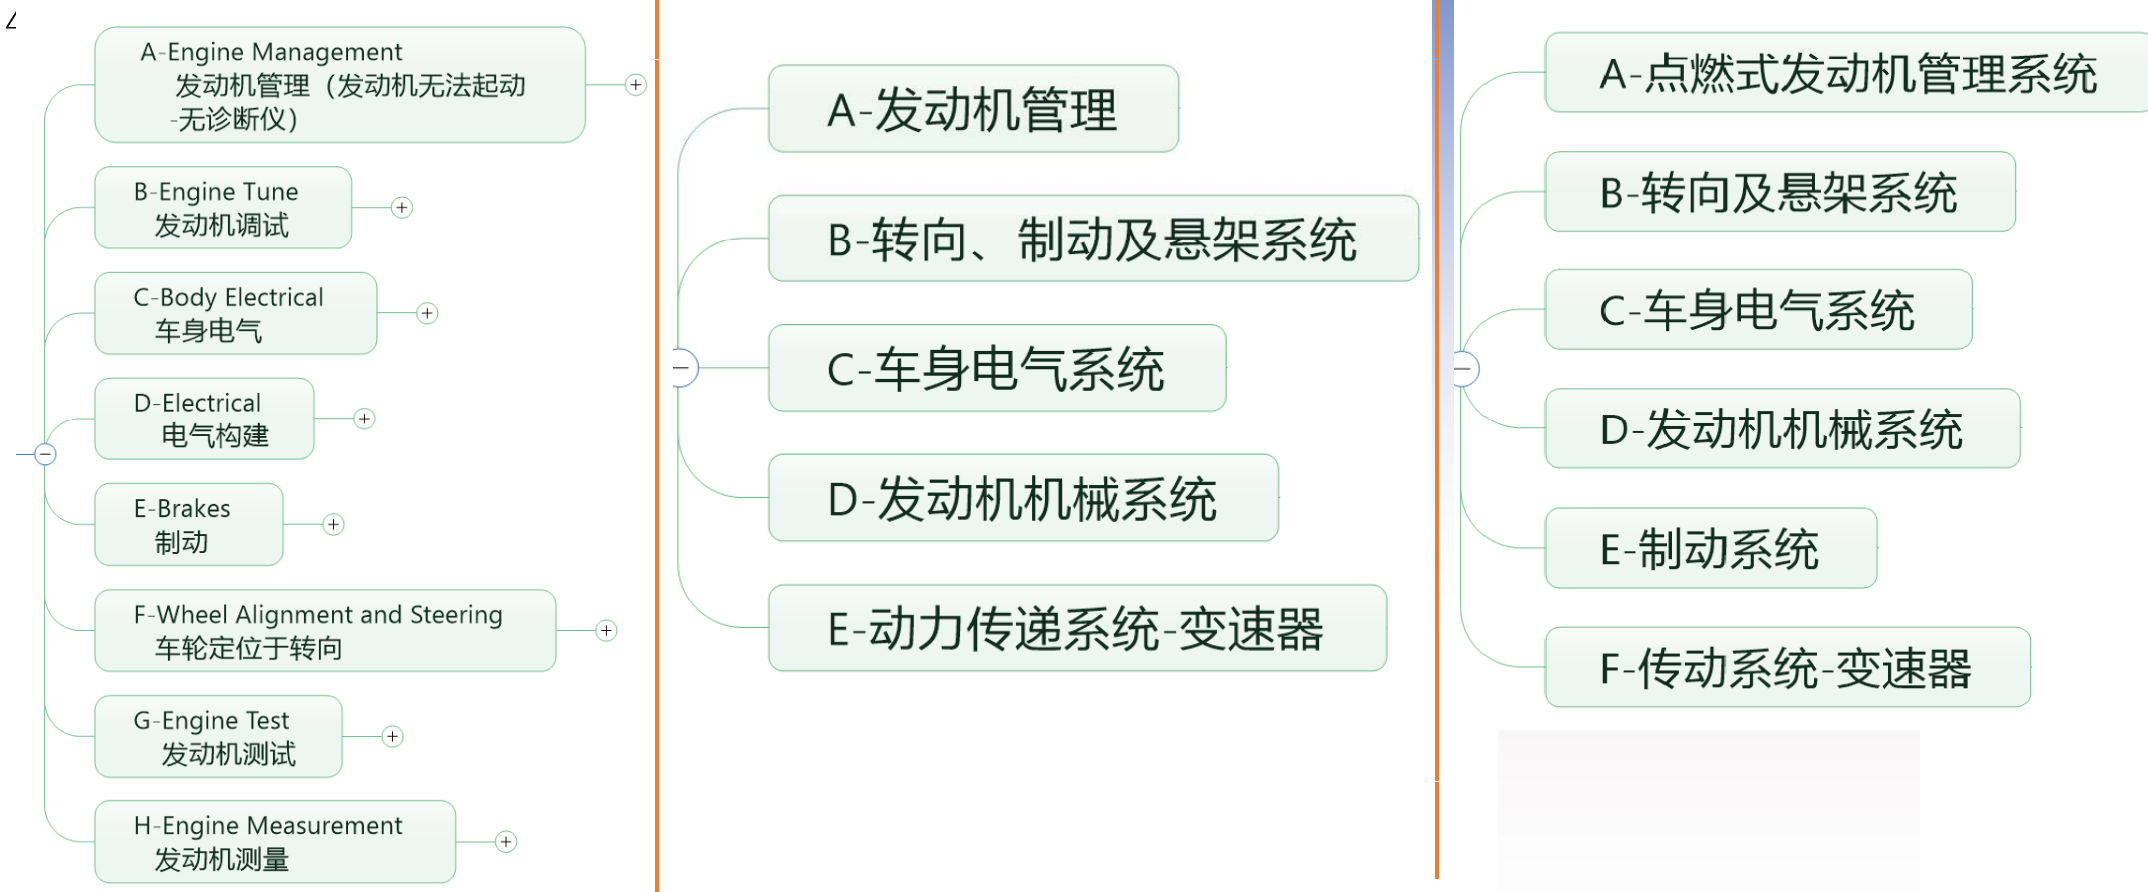 A-Engine Management
发动机管理（发动机无法起动
-无诊断仪）
B-Engine Tune
发动机调试
C-Body Electrical
车身电气
D-Electrical
电气构建
E-Brakes
制动
F-Wheel Alignment and Steering
车轮定位于转向
G-Engine Test
发动机测试
H-Engine Measurement
发动机测量
A-发动机管理
B-转向、制动及悬架系统
C-车身电气系统
D-发动机机械系统
E-动力传递系统-变速器
A-点燃式发动机管理系统
B-转向及悬架系统
C-车身电气系统
D-发动机机械系统
E-制动系统
F-传动系统-变速器